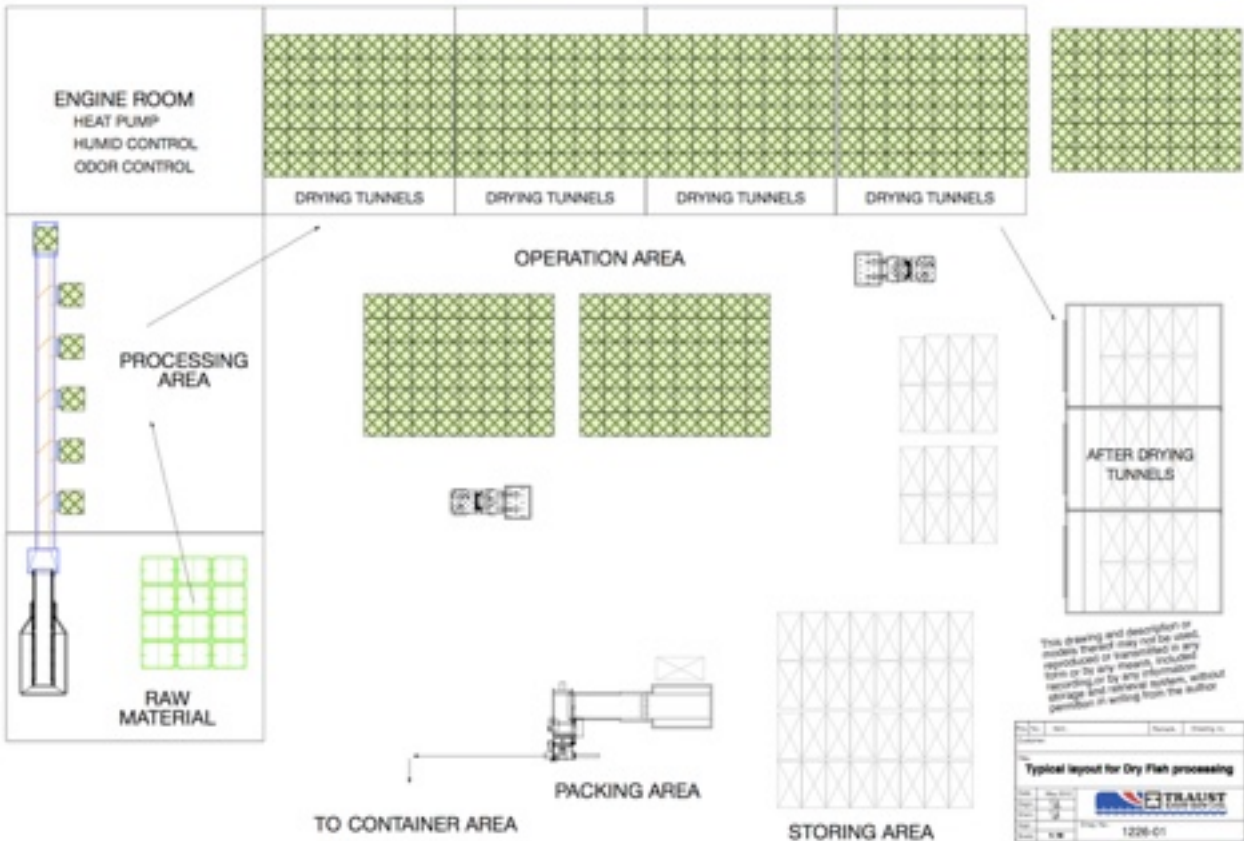 ENGINE ROOM
HEAT PUMP
HUMID CONTROL
ODOR CONTROL
DRYING TUNNELS
DRYING TUNNELS
DRYING TUNNELS
DRYING TUNNELS
OPERATION AREA
PROCESSING
AREA
AFTER DRYING
TUNNELS
RAW
MATERIAL
PACKING AREA
TO CONTAINER AREA
STORING AREA
This drawing and description or
models thereof may not be used,
reproduced or transmitted in any
form or by any means, included
recording or by any information
storage and retrieval system, without
permition in writing from the author
Typical layout for Dry Fish processing
TRAUST
1226-01